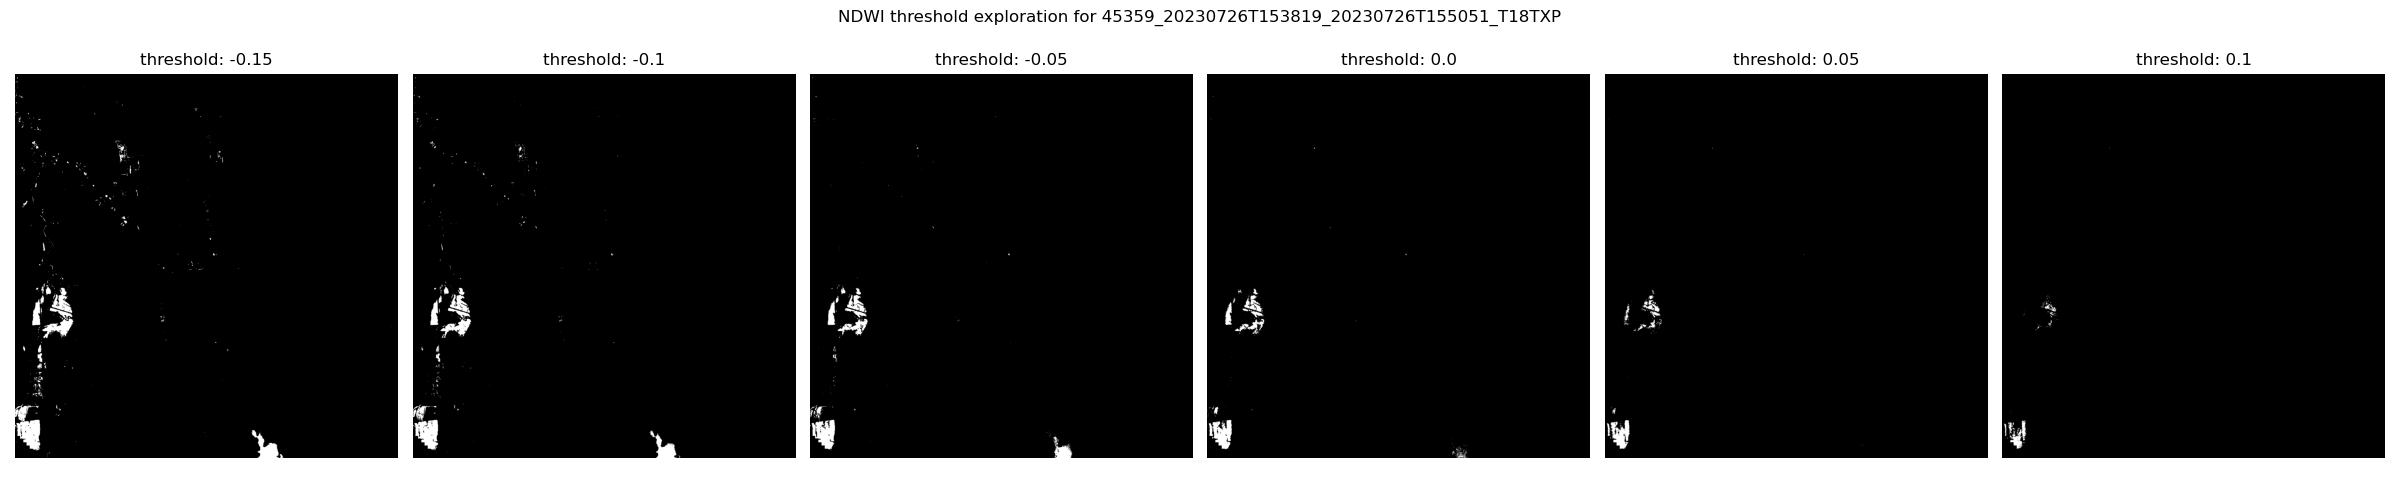 NDWI threshold exploration for 45359_20230726T153819_20230726T155051_T18TXP
threshold: -0.15
threshold: -0.1
threshold: -0.05
threshold: 0.0
threshold: 0.05
threshold: 0.1